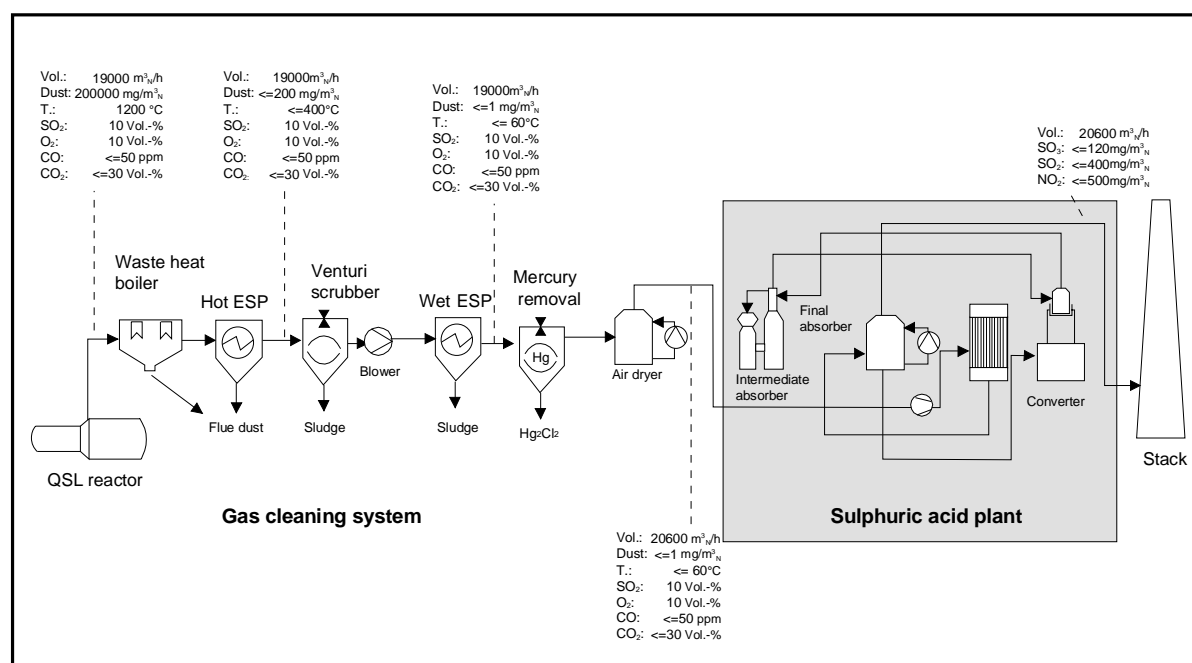 Vol.: 19000 m³N/h
Dust: 200000 mg/m³N
T.: 1200 °C
SO₂: 10 Vol.-%
O₂: 10 Vol.-%
CO: <=50 ppm
CO₂: <=30 Vol.-%
Vol.: 19000m³N/h
Dust: <=200 mg/m³N
T.: <=400°C
SO₂: 10 Vol.-%
O₂: 10 Vol.-%
CO: <=50 ppm
CO₂: <=30 Vol.-%
Vol.: 19000m³N/h
Dust: <=1 mg/m³N
T.: <= 60°C
SO₂: 10 Vol.-%
O₂: 10 Vol.-%
CO: <=50 ppm
CO₂: <=30 Vol.-%
Vol.: 20600 m³N/h
SO₃: <=120mg/m³N
SO₂: <=400mg/m³N
NO₂: <=500mg/m³N
Waste heat
boiler
Hot ESP
Venturi
scrubber
Wet ESP
Mercury
removal
Hg
Blower
Air dryer
Final
absorber
Intermediate
absorber
Converter
Flue dust
Sludge
Sludge
Hg₂Cl₂
QSL reactor
Stack
Gas cleaning system
Sulphuric acid plant
Vol.: 20600 m³N/h
Dust: <=1 mg/m³N
T.: <= 60°C
SO₂: 10 Vol.-%
O₂: 10 Vol.-%
CO: <=50 ppm
CO₂: <=30 Vol.-%